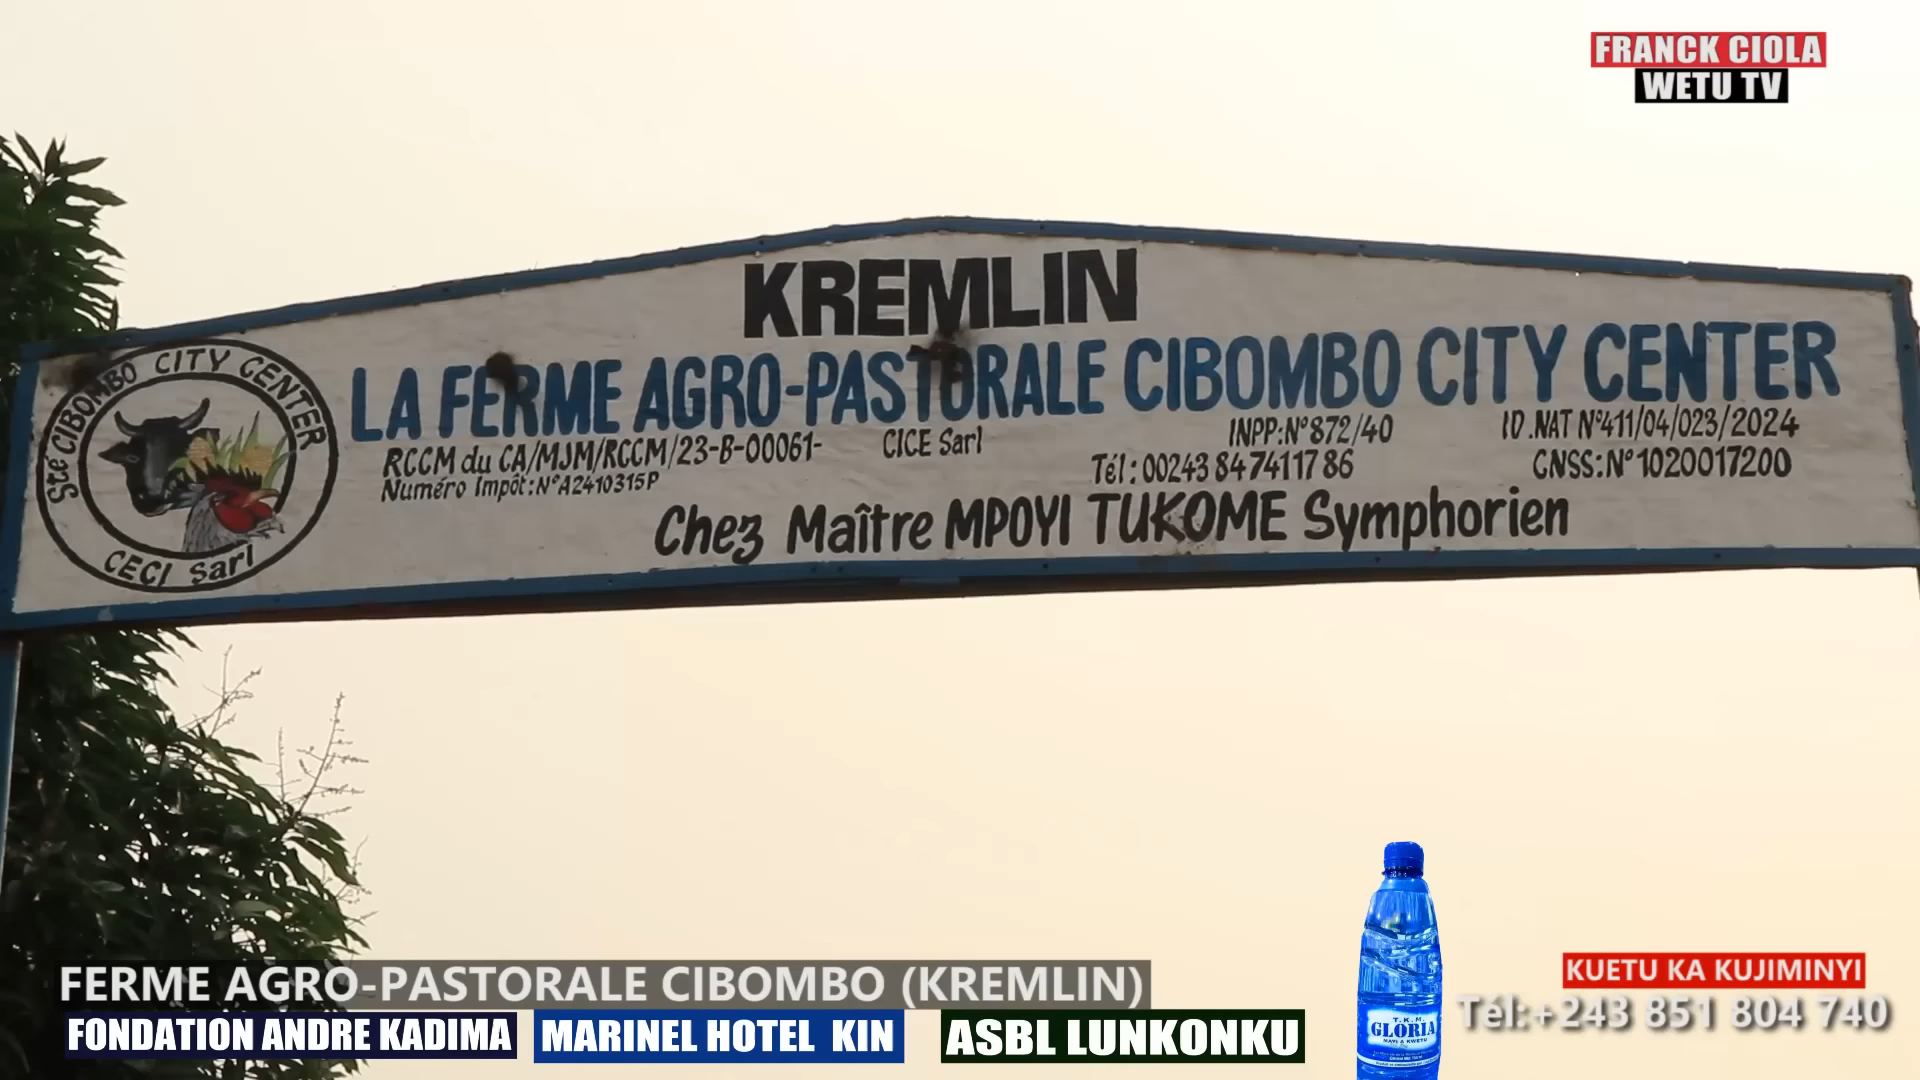 FRANCK CIOLA
WETU TV
KREMLIN
LA FERME AGRO-PASTORALE CIBOMBO CITY CENTER
RCCM du CA/MJM/RCCM/23-B-00061- CICE Sarl INPP:N°872/40 ID.NAT N°411/04/023/2024
Numéro Impôt:N°A2410315P Tél:00243 847411786 CNSS:N°1020017200
Chez Maître MPOYI TUKOME Symphorien
Sté CIBOMBO CITY CENTER
CECI Sarl
FERME AGRO-PASTORALE CIBOMBO (KREMLIN)
FONDATION ANDRE KADIMA MARINEL HOTEL KIN ASBL LUNKONKU
T.K.M.
GLORIA
MAYI A KWETU
KUETU KA KUJIMINYI
Tél:+243 851 804 740